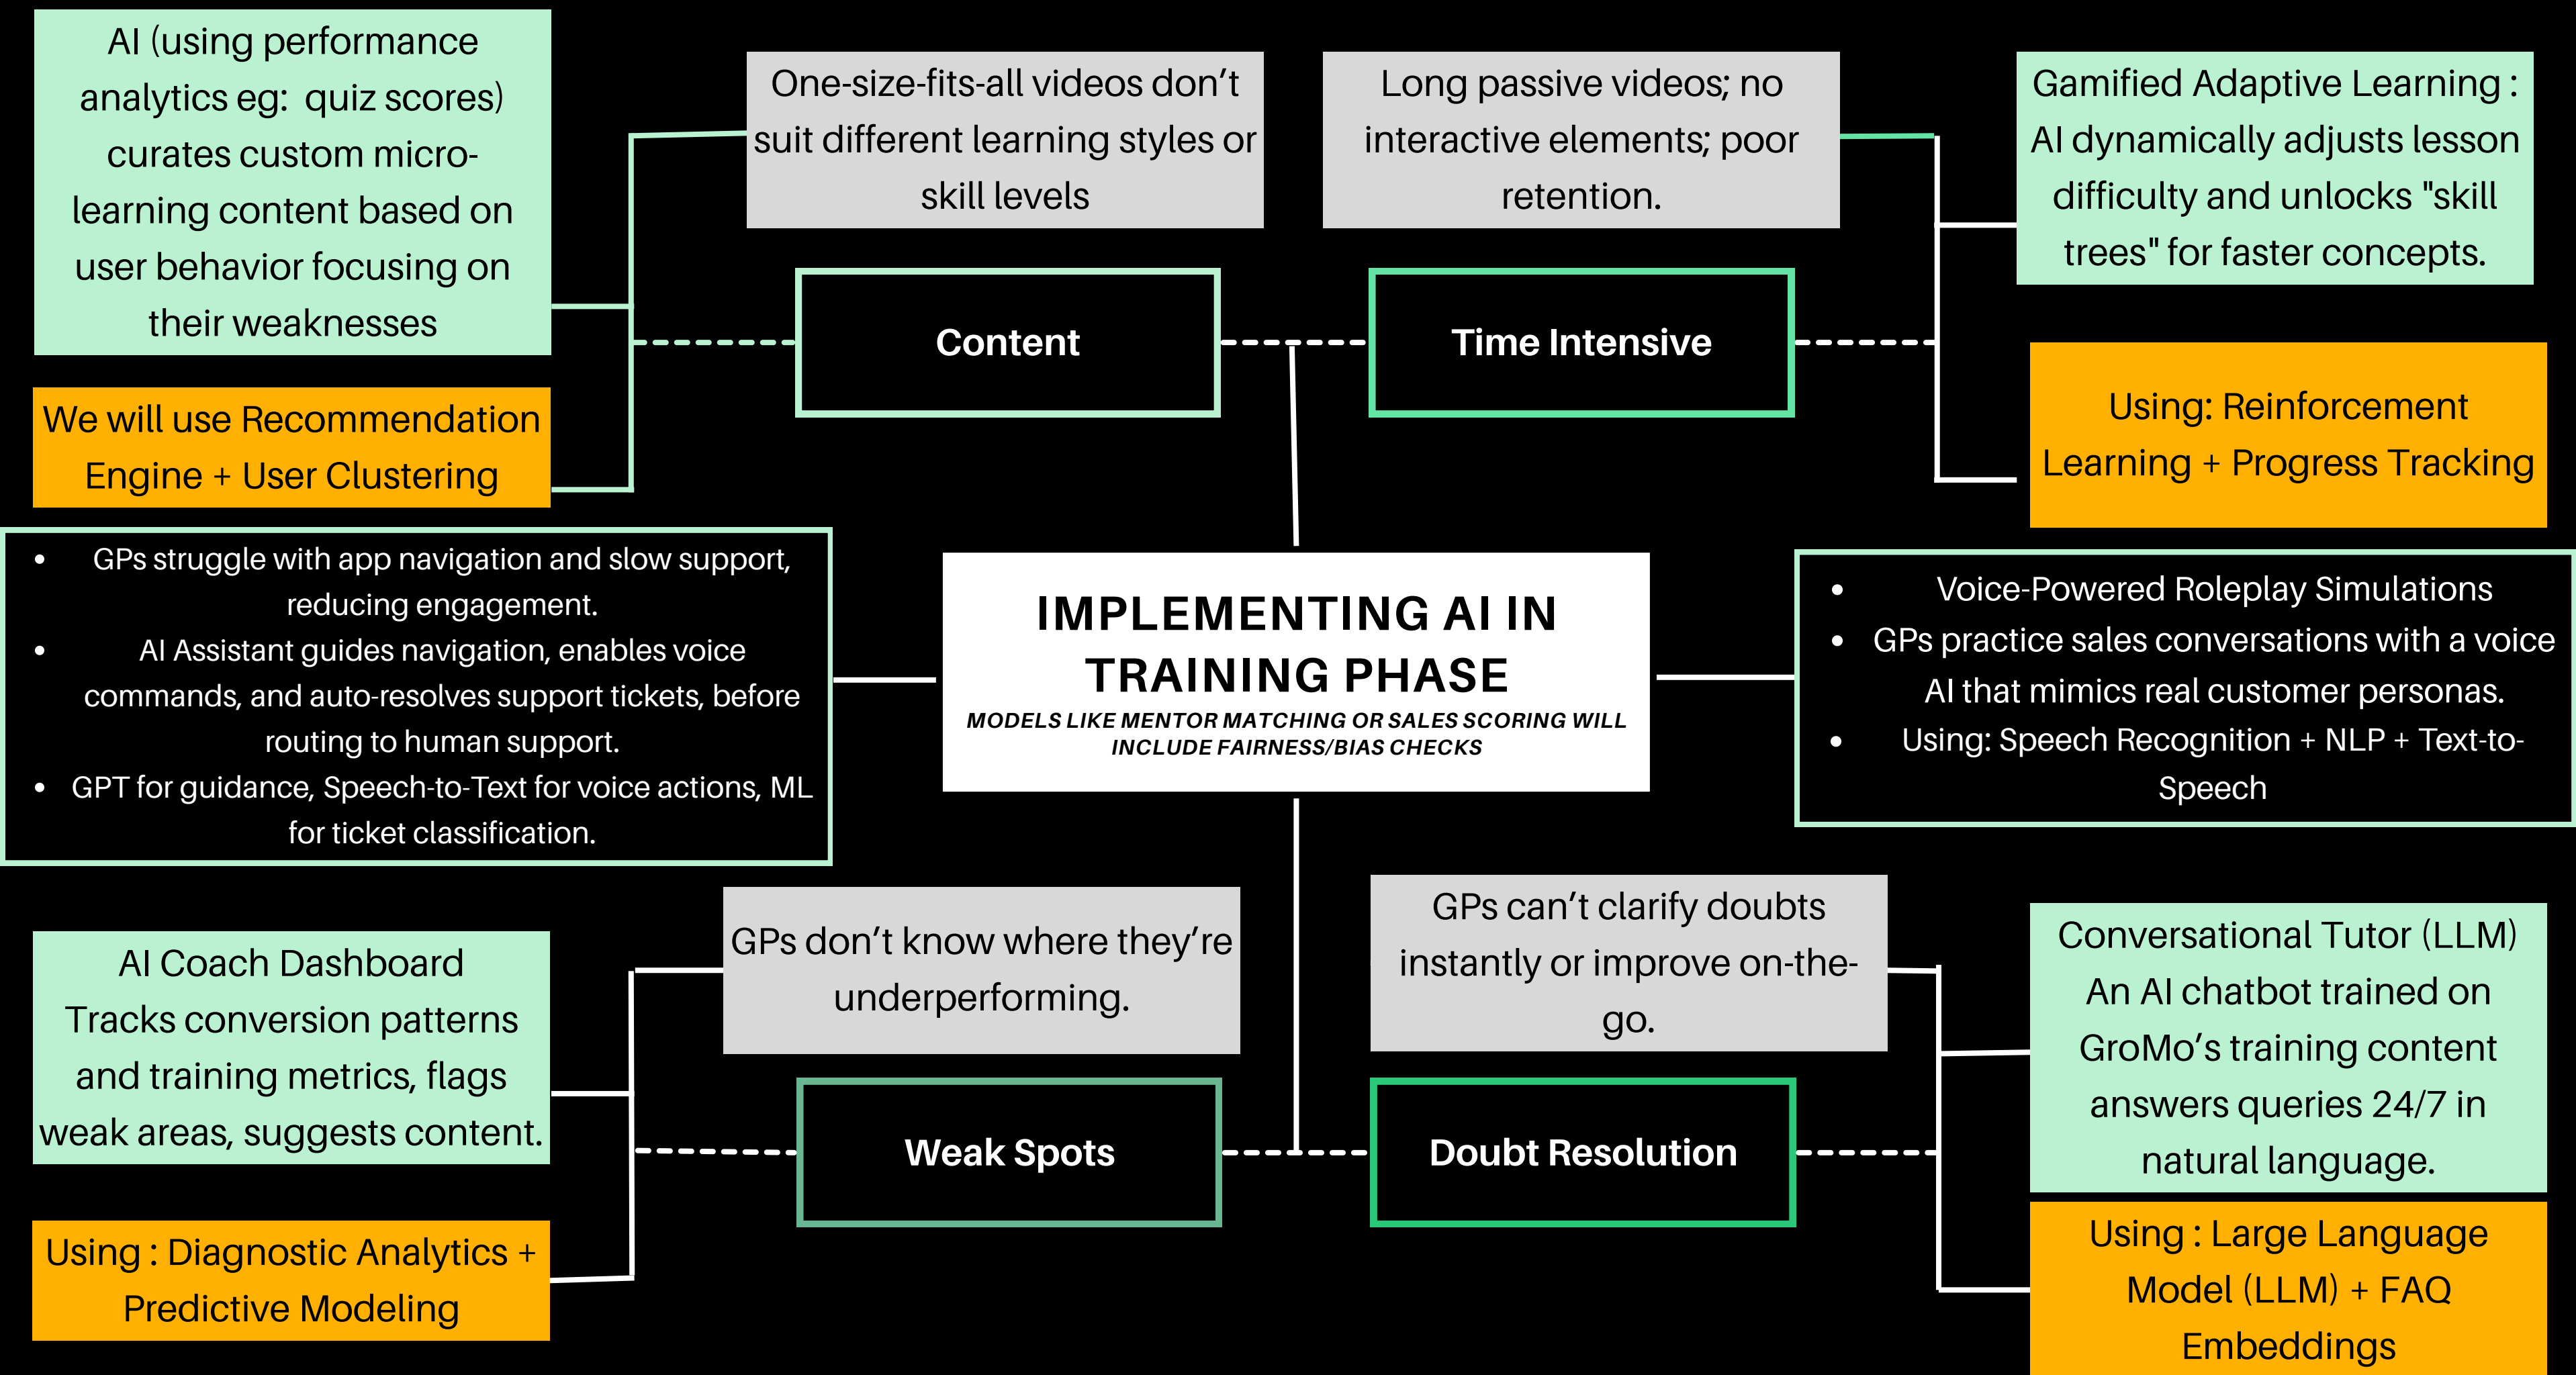 AI (using performance
analytics eg: quiz scores)
curates custom micro-
learning content based on
user behavior focusing on
their weaknesses
We will use Recommendation
Engine + User Clustering
One-size-fits-all videos don’t
suit different learning styles or
skill levels
Content
Long passive videos; no
interactive elements; poor
retention.
Time Intensive
Gamified Adaptive Learning :
AI dynamically adjusts lesson
difficulty and unlocks "skill
trees" for faster concepts.
Using: Reinforcement
Learning + Progress Tracking
• GPs struggle with app navigation and slow support,
reducing engagement.
• AI Assistant guides navigation, enables voice
commands, and auto-resolves support tickets, before
routing to human support.
• GPT for guidance, Speech-to-Text for voice actions, ML
for ticket classification.
IMPLEMENTING AI IN
TRAINING PHASE
MODELS LIKE MENTOR MATCHING OR SALES SCORING WILL
INCLUDE FAIRNESS/BIAS CHECKS
• Voice-Powered Roleplay Simulations
• GPs practice sales conversations with a voice
AI that mimics real customer personas.
• Using: Speech Recognition + NLP + Text-to-
Speech
AI Coach Dashboard
Tracks conversion patterns
and training metrics, flags
weak areas, suggests content.
Using : Diagnostic Analytics +
Predictive Modeling
GPs don’t know where they’re
underperforming.
Weak Spots
GPs can’t clarify doubts
instantly or improve on-the-
go.
Doubt Resolution
Conversational Tutor (LLM)
An AI chatbot trained on
GroMo’s training content
answers queries 24/7 in
natural language.
Using : Large Language
Model (LLM) + FAQ
Embeddings